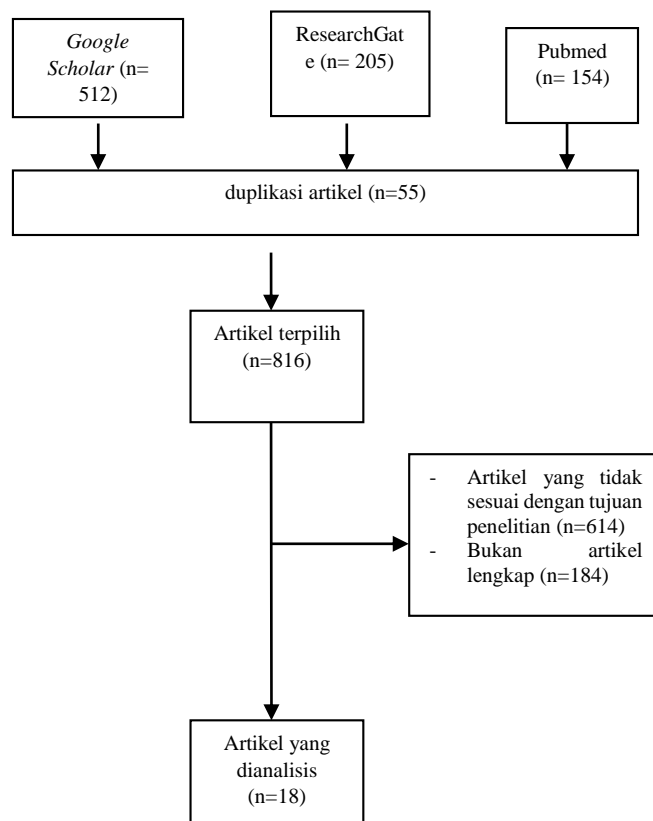 Google
Scholar (n=
512)
ResearchGat
e (n= 205)
Pubmed
(n= 154)
duplikasi artikel (n=55)
Artikel terpilih
(n=816)
- Artikel yang tidak
sesuai dengan tujuan
penelitian (n=614)
- Bukan artikel
lengkap (n=184)
Artikel yang
dianalisis
(n=18)